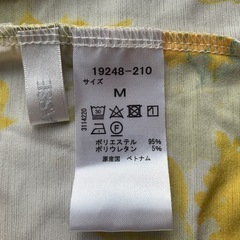 19248-210
サイズ
M
3114220
ポリエステル 95%
ポリウレタン 5%
原産国 ベトナム